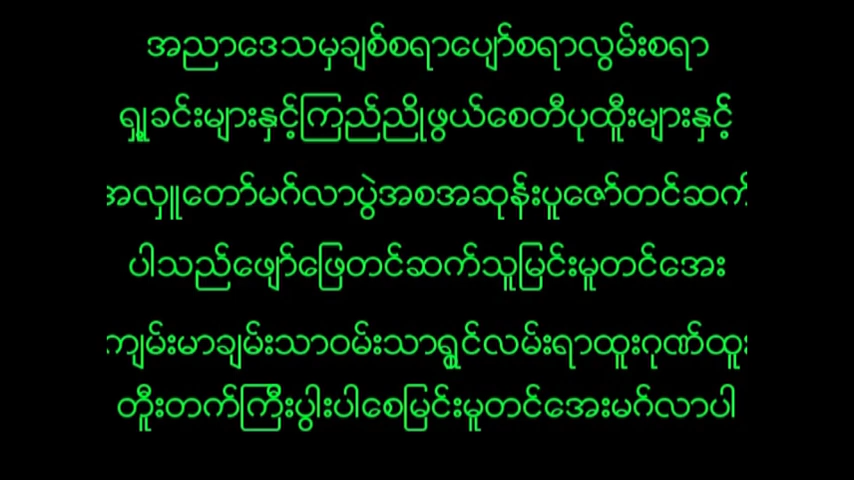 အညာဒေသမှချစ်စရာပျော်စရာလွမ်းစရာ
ရှုခင်းများနှင့်ကြည်ညိုဖွယ်စေတီပုထိုးများနှင့်
အလှူတော်မင်္ဂလာပွဲအစအဆုန်းပူဇော်တင်ဆက်
ပါသည်ဖျော်ဖြေတင်ဆက်သူမြင်းမူတင်အေး
ကျမ်းမာချမ်းသာဝမ်းသာရွှင်လမ်းရာထူးဂုဏ်ထူး
တိုးတက်ကြီးပွါးပါစေမြင်းမူတင်အေးမင်္ဂလာပါ